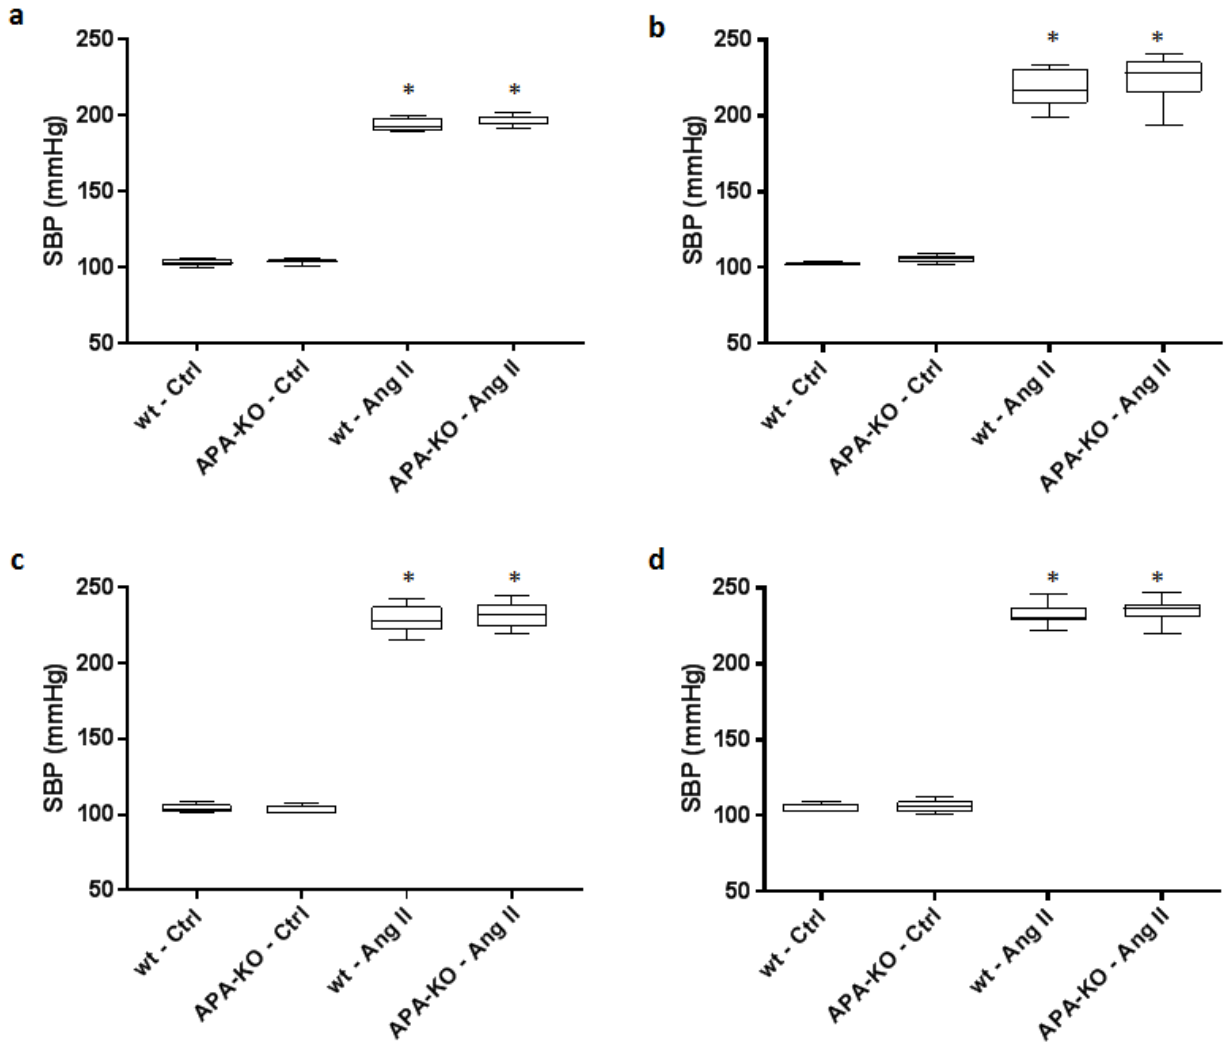 a
250
200
150
100
50
SBP (mmHg)
*
*
wt - Ctrl
APA-KO - Ctrl
wt - Ang II
APA-KO - Ang II
b
250
200
150
100
50
SBP (mmHg)
*
*
wt - Ctrl
APA-KO - Ctrl
wt - Ang II
APA-KO - Ang II
c
250
200
150
100
50
SBP (mmHg)
*
*
wt - Ctrl
APA-KO - Ctrl
wt - Ang II
APA-KO - Ang II
d
250
200
150
100
50
SBP (mmHg)
*
*
wt - Ctrl
APA-KO - Ctrl
wt - Ang II
APA-KO - Ang II